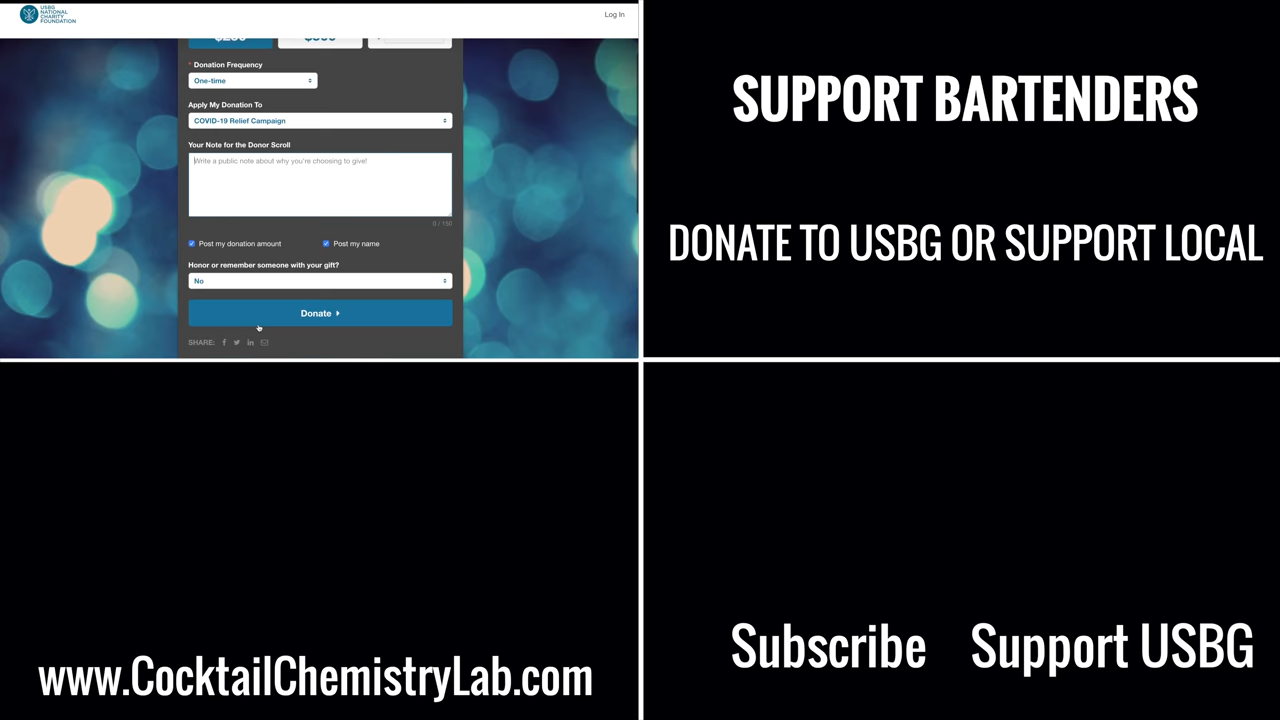 USBG
NATIONAL
CHARITY
FOUNDATION
Log In
* Donation Frequency
One-time
Apply My Donation To
COVID-19 Relief Campaign
Your Note for the Donor Scroll
Write a public note about why you're choosing to give!
0 / 150
Post my donation amount
Post my name
Honor or remember someone with your gift?
No
Donate
SHARE:
SUPPORT BARTENDERS
DONATE TO USBG OR SUPPORT LOCAL
www.CocktailChemistryLab.com
Subscribe
Support USBG